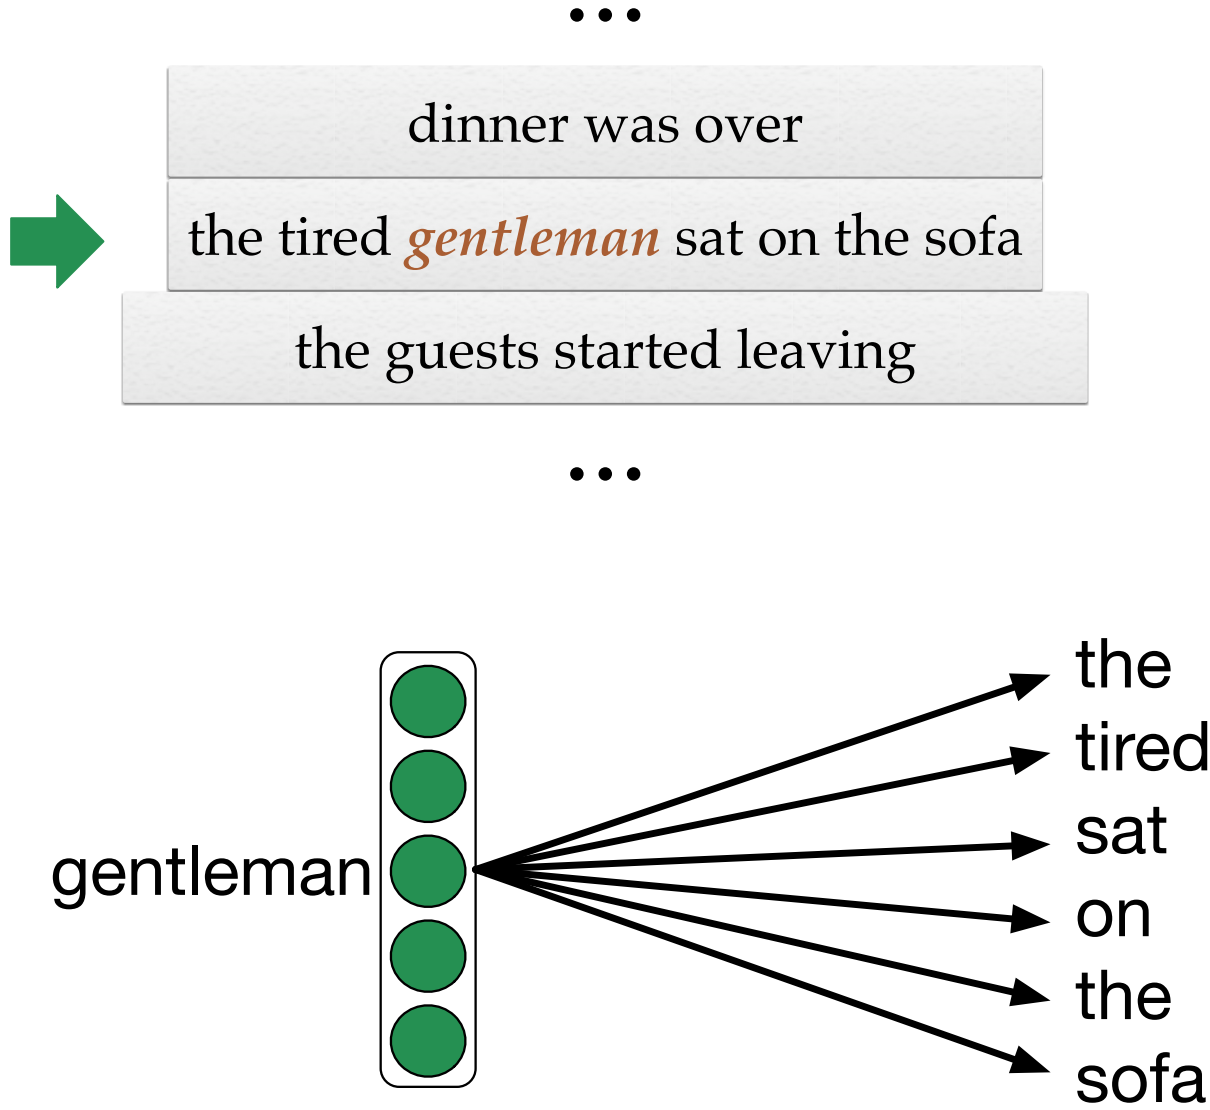 ...
dinner was over
the tired gentleman sat on the sofa
the guests started leaving
...
gentleman
the
tired
sat
on
the
sofa